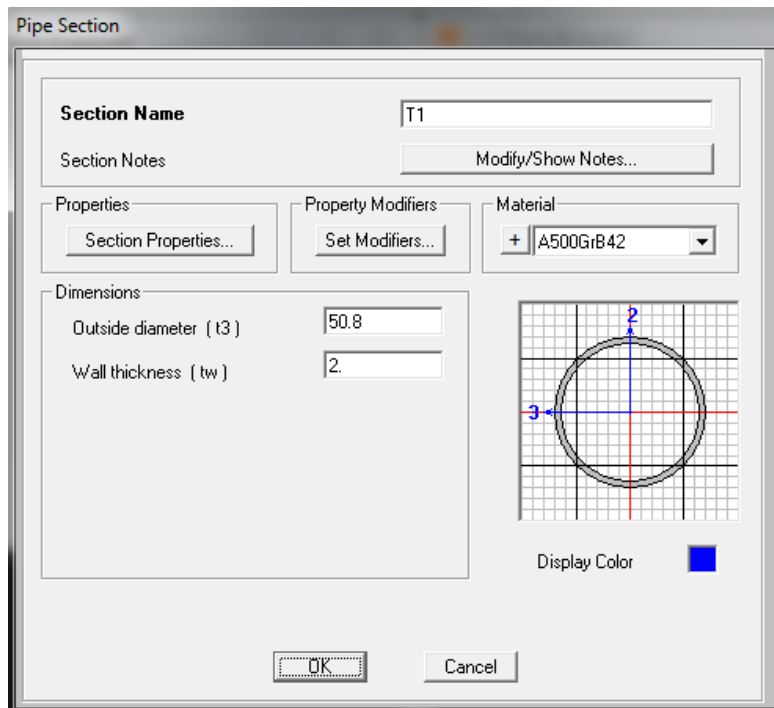 Pipe Section
Section Name
T1
Section Notes
Modify/Show Notes...
Properties
Section Properties...
Property Modifiers
Set Modifiers...
Material
+
A500GrB42
Dimensions
Outside diameter ( t3 )
50.8
Wall thickness ( tw )
2.
2
3
Display Color
OK
Cancel